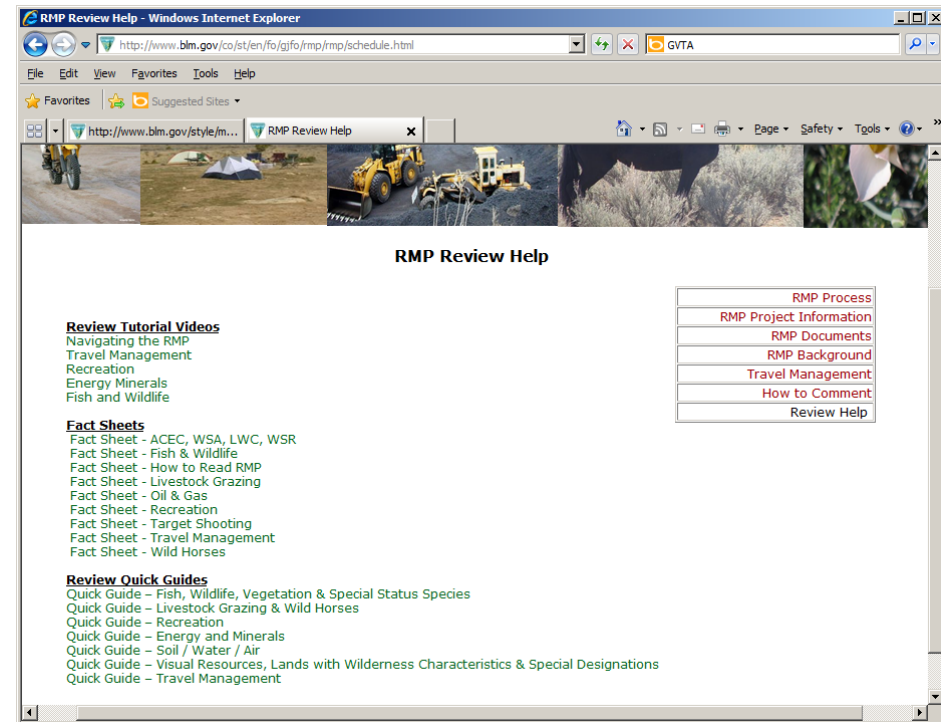 RMP Review Help - Windows Internet Explorer
http://www.blm.gov/co/st/en/fo/gjfo/rmp/rmp/schedule.html
GVTA
File Edit View Favorites Tools Help
Favorites Suggested Sites
http://www.blm.gov/style/m... RMP Review Help Page Safety Tools
RMP Review Help
RMP Process
RMP Project Information
RMP Documents
RMP Background
Travel Management
How to Comment
Review Help
Review Tutorial Videos
Navigating the RMP
Travel Management
Recreation
Energy Minerals
Fish and Wildlife
Fact Sheets
Fact Sheet - ACEC, WSA, LWC, WSR
Fact Sheet - Fish & Wildlife
Fact Sheet - How to Read RMP
Fact Sheet - Livestock Grazing
Fact Sheet - Oil & Gas
Fact Sheet - Recreation
Fact Sheet - Target Shooting
Fact Sheet - Travel Management
Fact Sheet - Wild Horses
Review Quick Guides
Quick Guide – Fish, Wildlife, Vegetation & Special Status Species
Quick Guide – Livestock Grazing & Wild Horses
Quick Guide – Recreation
Quick Guide – Energy and Minerals
Quick Guide – Soil / Water / Air
Quick Guide – Visual Resources, Lands with Wilderness Characteristics & Special Designations
Quick Guide – Travel Management